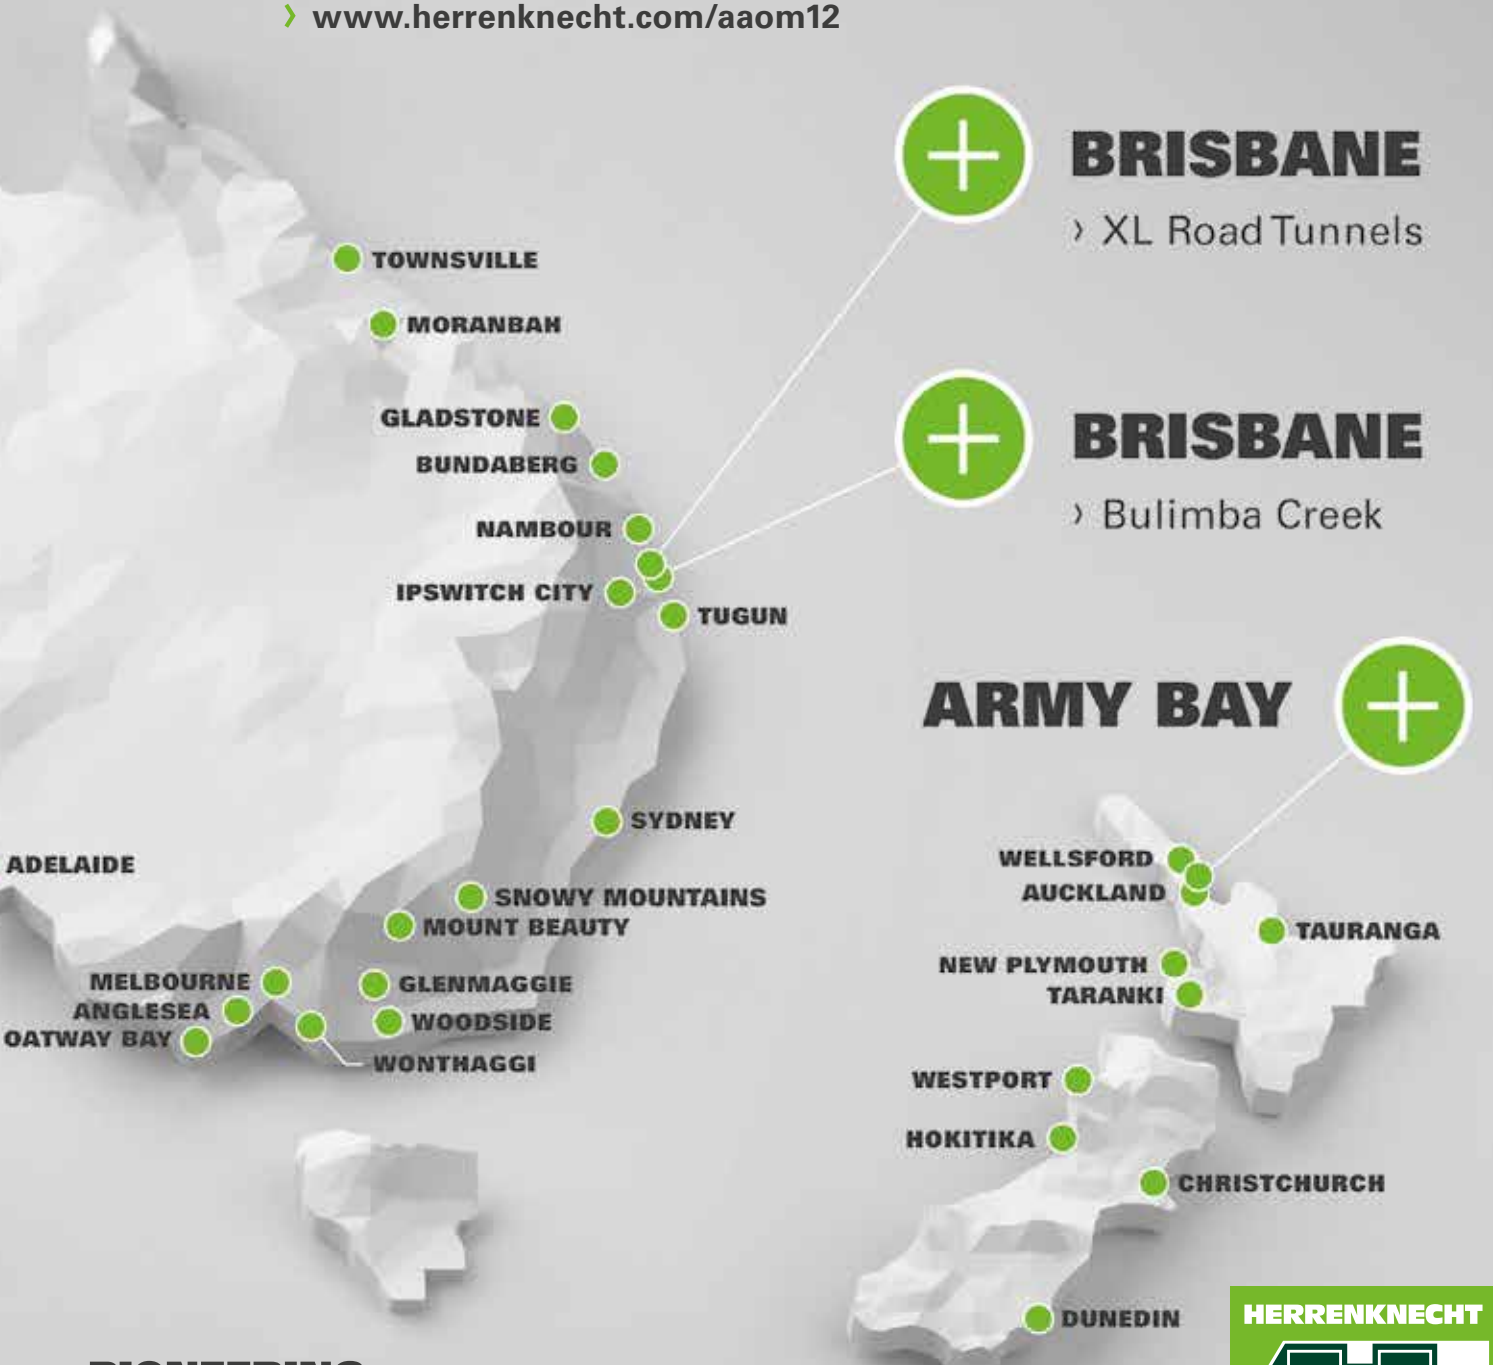 › www.herrenknecht.com/aaom12
BRISBANE
› XL Road Tunnels
TOWNSVILLE
MORANBAH
GLADSTONE
BRISBANE
BUNDABERG
› Bulimba Creek
NAMBOUR
IPSWITCH CITY
TUGUN
ARMY BAY
SYDNEY
WELLSFORD
ADELAIDE
AUCKLAND
SNOWY MOUNTAINS
MOUNT BEAUTY
TAURANGA
NEW PLYMOUTH
MELBOURNE
GLENMAGGIE
TARANKI
ANGLESEA
WOODSIDE
OATWAY BAY
WONTHAGGI
WESTPORT
HOKITIKA
CHRISTCHURCH
HERRENKNECHT
DUNEDIN
PIONEERING